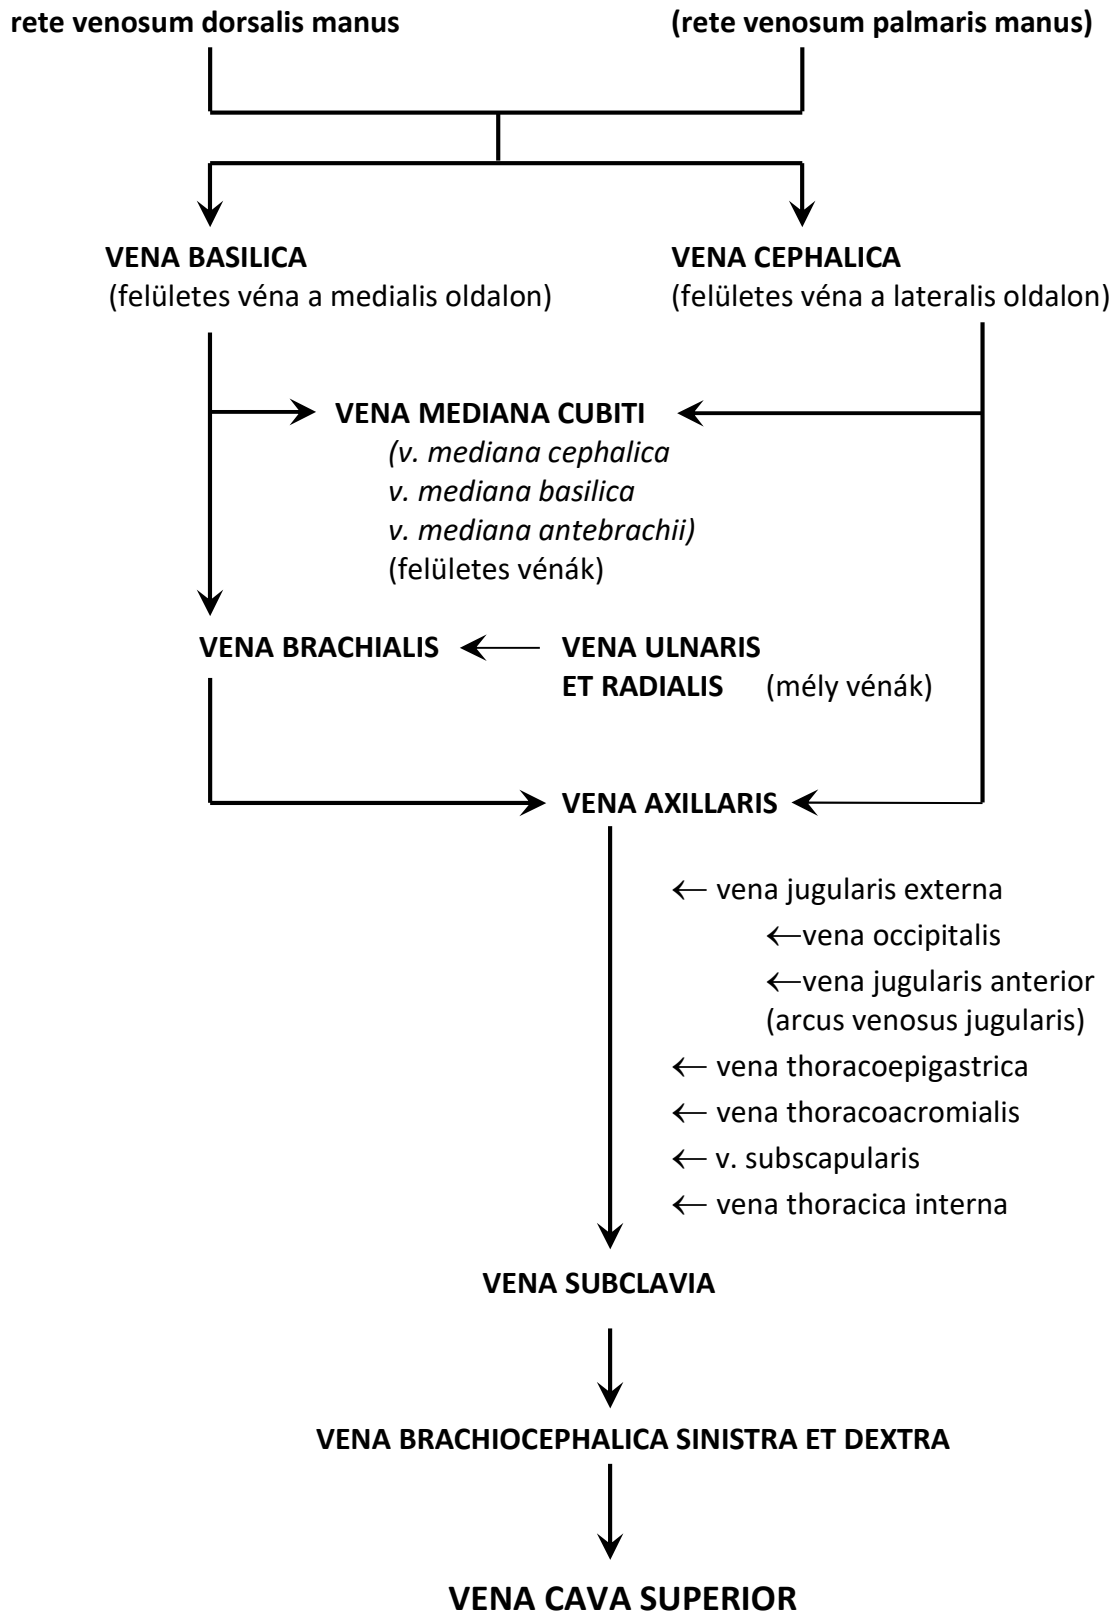 rete venosum dorsalis manus
(rete venosum palmaris manus)
VENA BASILICA
(felületes véna a medialis oldalon)
VENA CEPHALICA
(felületes véna a lateralis oldalon)
VENA MEDIANA CUBITI
(v. mediana cephalica
v. mediana basilica
v. mediana antebrachii)
(felületes vénák)
VENA BRACHIALIS
VENA ULNARIS
ET RADIALIS (mély vénák)
VENA AXILLARIS
← vena jugularis externa
←vena occipitalis
←vena jugularis anterior
(arcus venosus jugularis)
← vena thoracoepigastrica
← vena thoracoacromialis
← v. subscapularis
← vena thoracica interna
VENA SUBCLAVIA
VENA BRACHIOCEPHALICA SINISTRA ET DEXTRA
VENA CAVA SUPERIOR